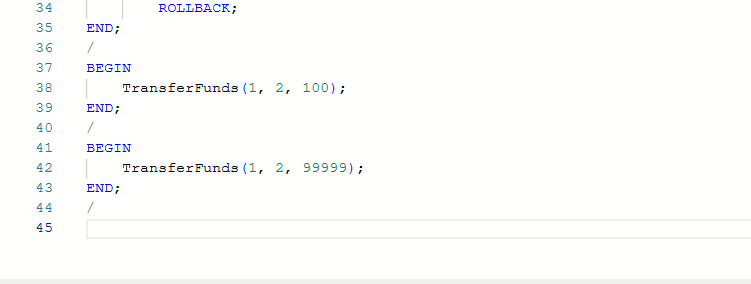 34 ROLLBACK;
35 END;
36 /
37 BEGIN
38 TransferFunds(1, 2, 100);
39 END;
40 /
41 BEGIN
42 TransferFunds(1, 2, 99999);
43 END;
44 /
45